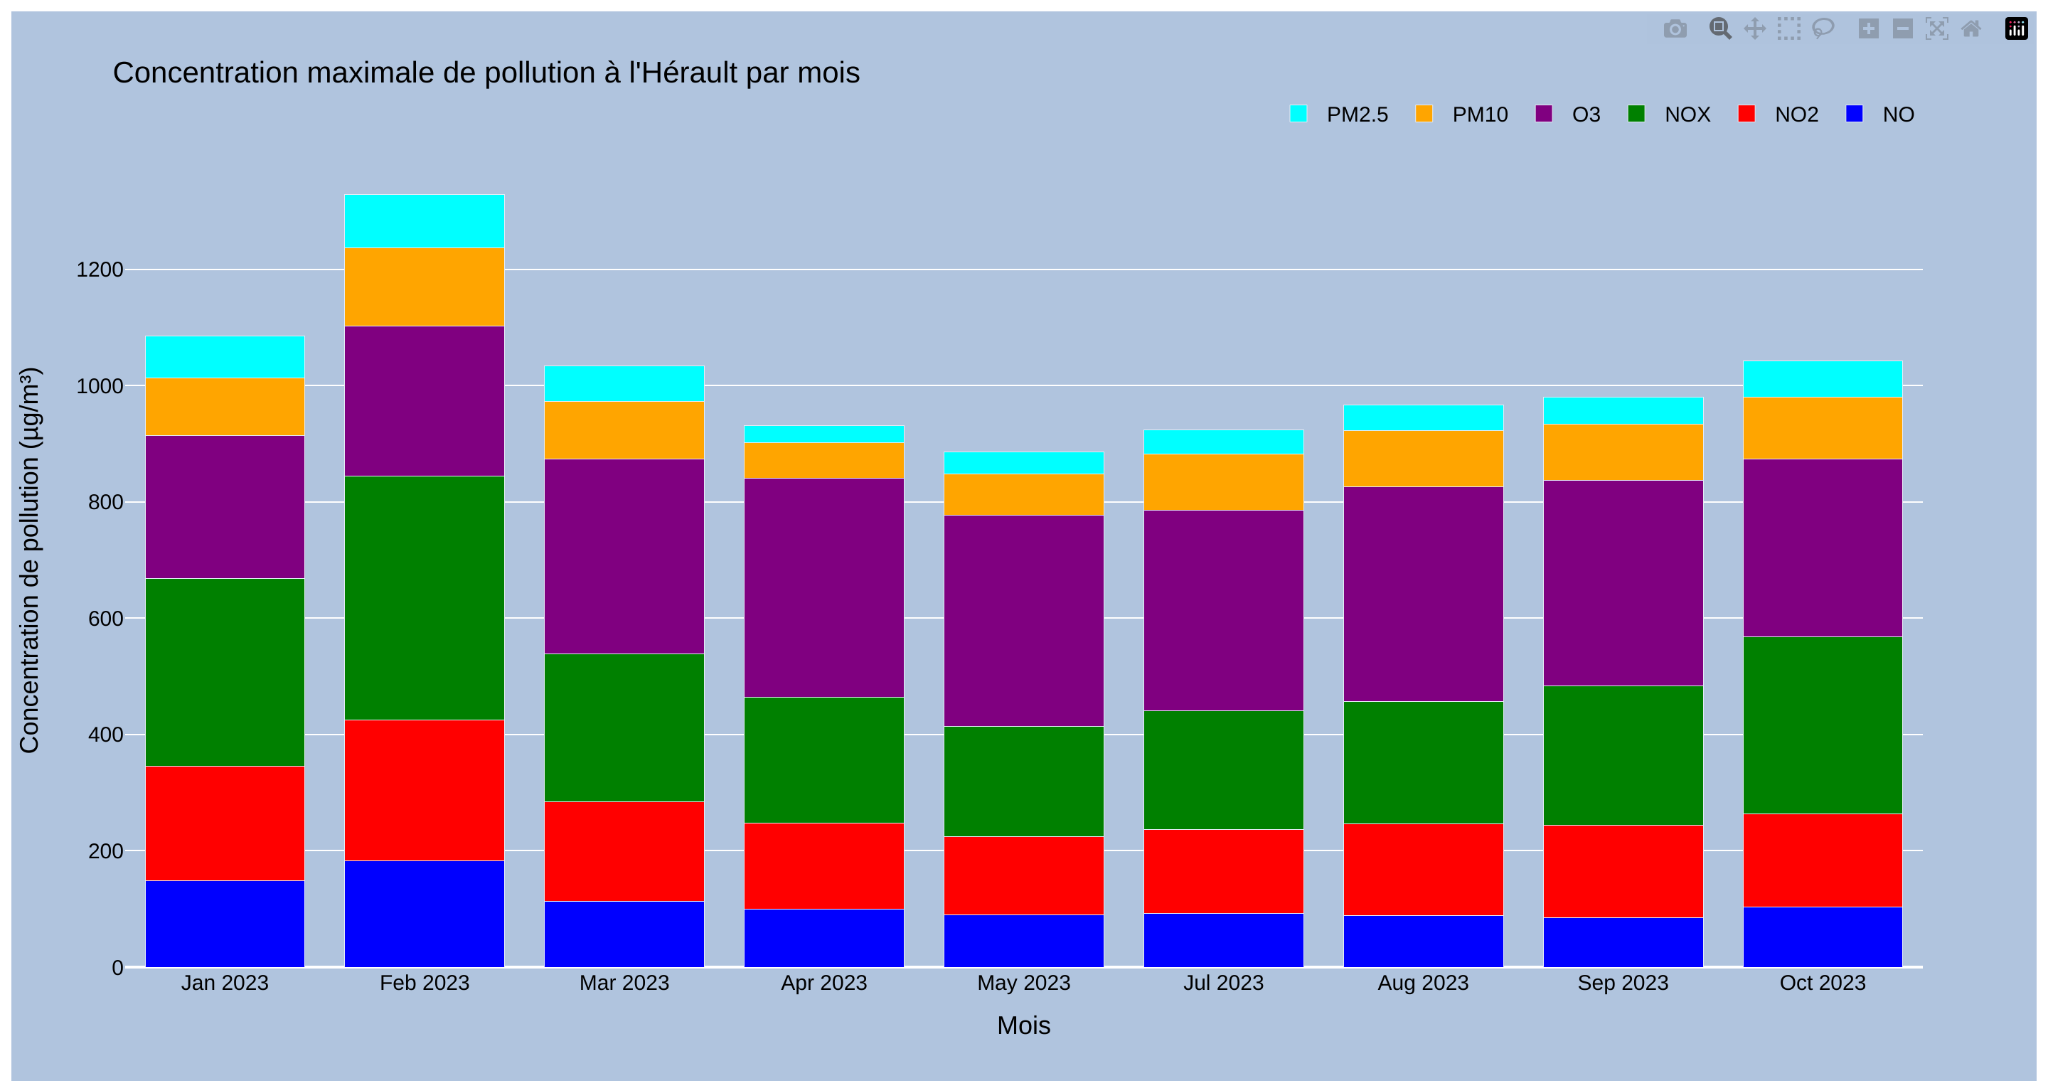 Concentration maximale de pollution à l'Hérault par mois
PM2.5 PM10 O3 NOX NO2 NO
Concentration de pollution (µg/m³)
1200
1000
800
600
400
200
0
Jan 2023 Feb 2023 Mar 2023 Apr 2023 May 2023 Jul 2023 Aug 2023 Sep 2023 Oct 2023
Mois